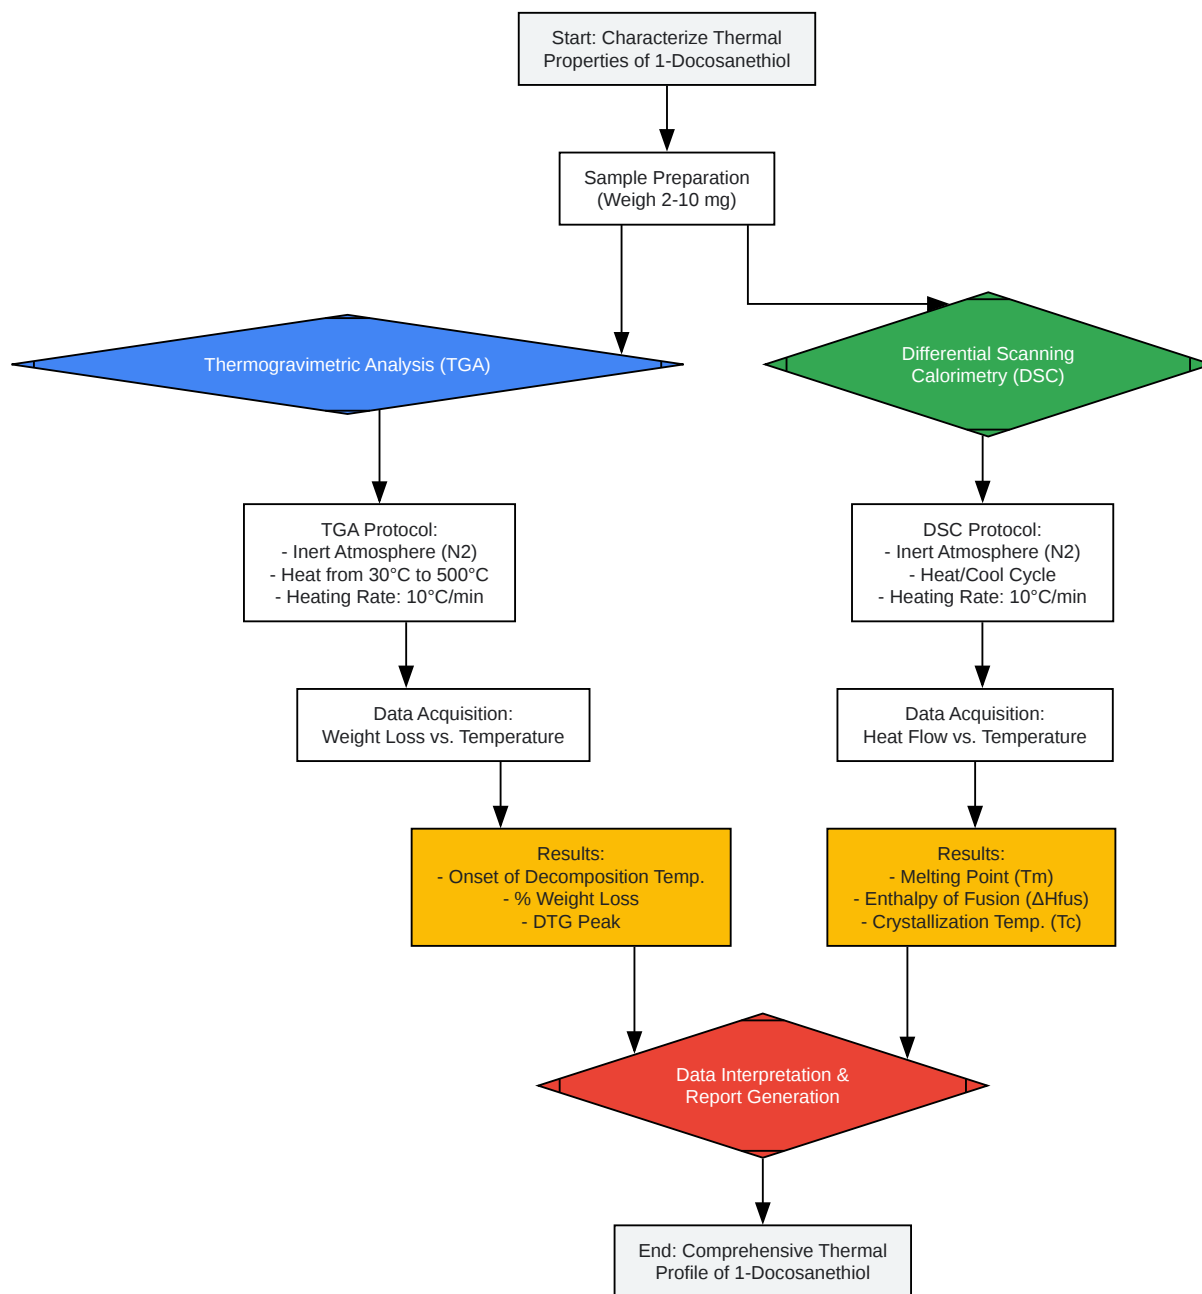 Start: Characterize Thermal
Properties of 1-Docosanethiol
Sample Preparation
(Weigh 2-10 mg)
Thermogravimetric Analysis (TGA)
Differential Scanning
Calorimetry (DSC)
TGA Protocol:
- Inert Atmosphere (N2)
- Heat from 30°C to 500°C
- Heating Rate: 10°C/min
DSC Protocol:
- Inert Atmosphere (N2)
- Heat/Cool Cycle
- Heating Rate: 10°C/min
Data Acquisition:
Weight Loss vs. Temperature
Data Acquisition:
Heat Flow vs. Temperature
Results:
- Onset of Decomposition Temp.
- % Weight Loss
- DTG Peak
Results:
- Melting Point (Tm)
- Enthalpy of Fusion (ΔHfus)
- Crystallization Temp. (Tc)
Data Interpretation &
Report Generation
End: Comprehensive Thermal
Profile of 1-Docosanethiol